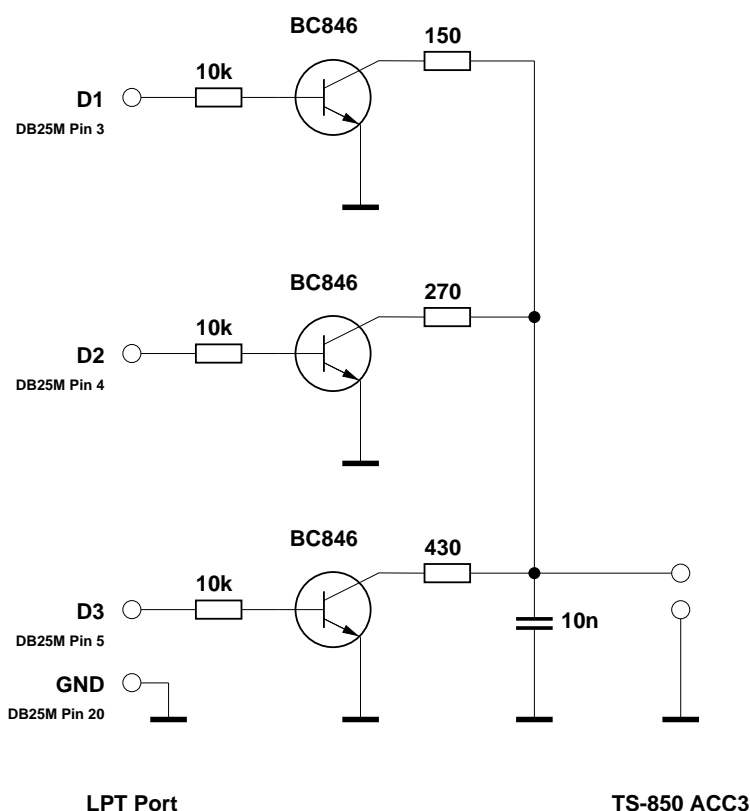 BC846
150
10k
D1
DB25M Pin 3
BC846
270
10k
D2
DB25M Pin 4
BC846
430
10k
D3
DB25M Pin 5
10n
GND
DB25M Pin 20
LPT Port
TS-850 ACC3